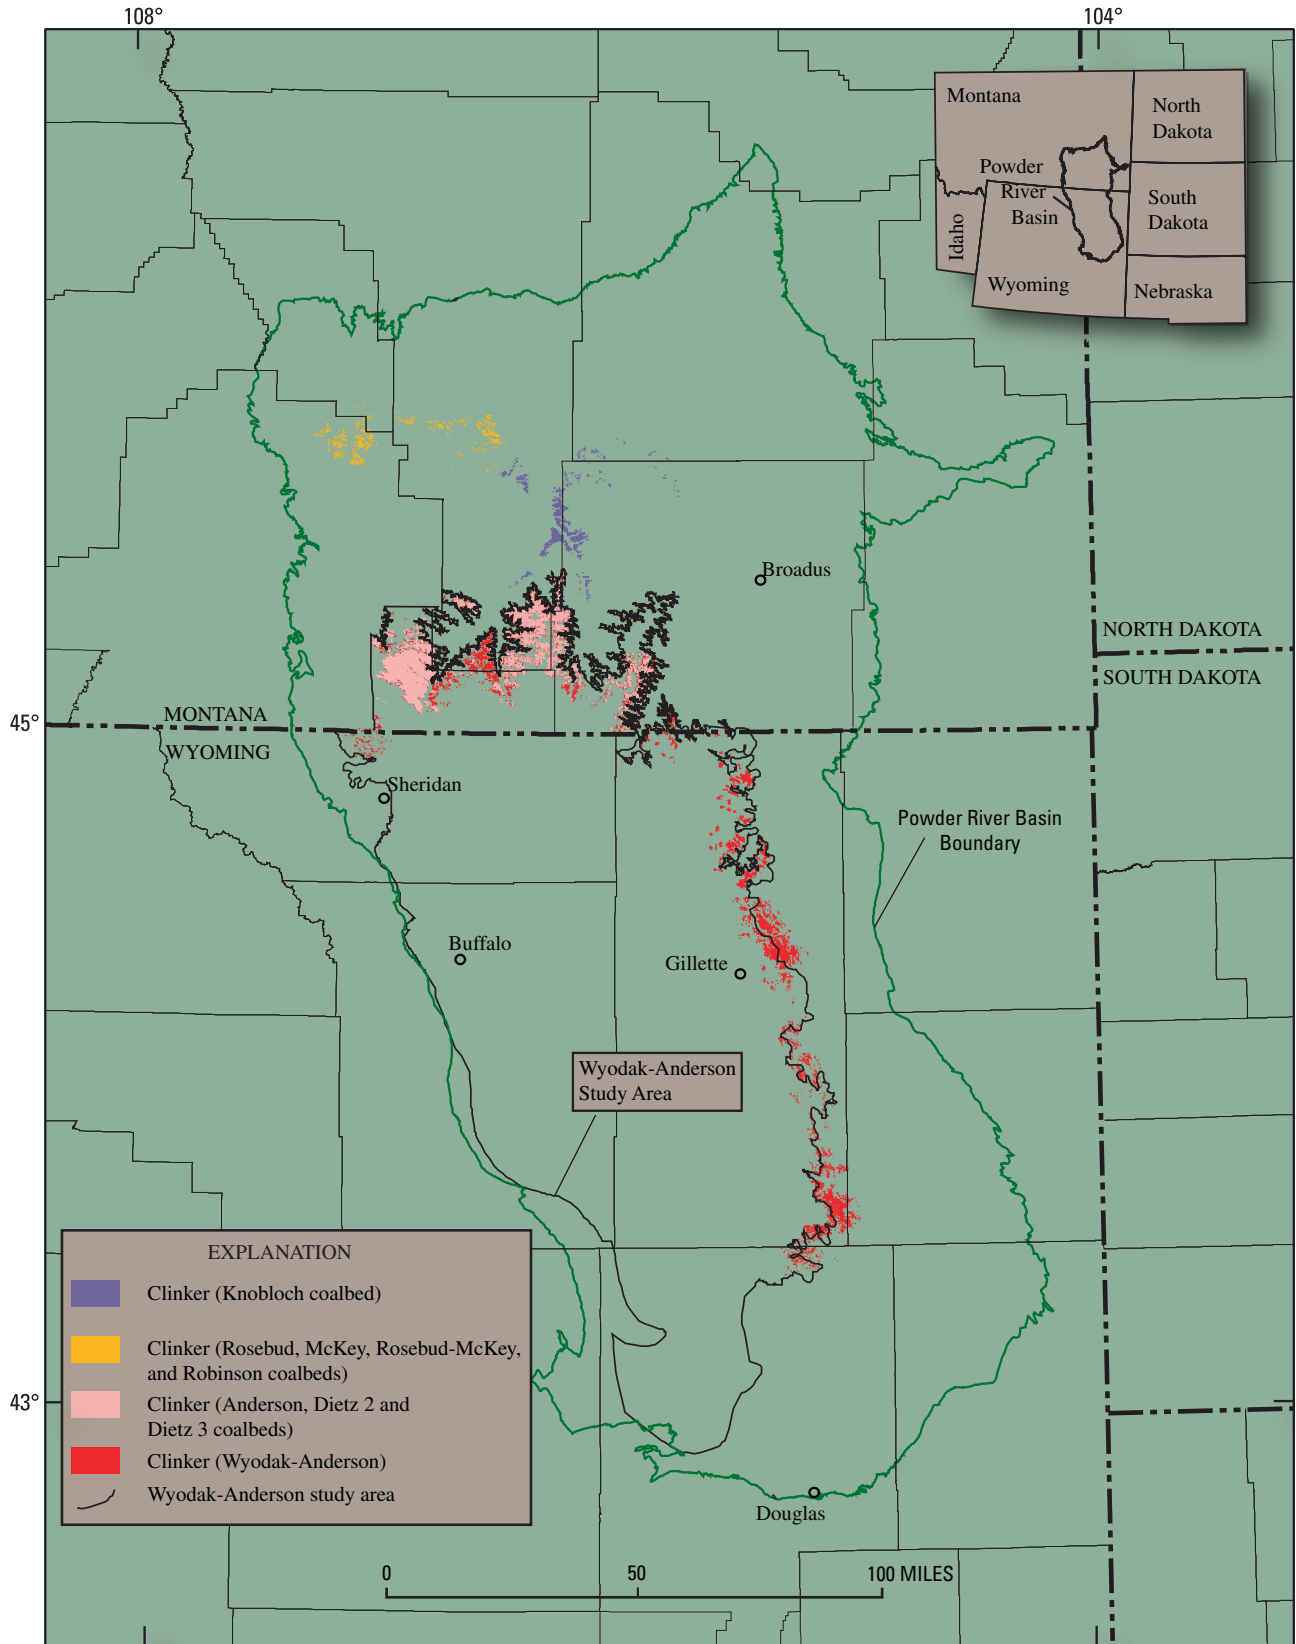 108°
104°
Montana
North
Dakota
Powder
River
Basin
South
Dakota
Idaho
Wyoming
Nebraska
Broadus
NORTH DAKOTA
SOUTH DAKOTA
45°
MONTANA
WYOMING
Sheridan
Powder River Basin
Boundary
Buffalo
Gillette
Wyodak-Anderson
Study Area
EXPLANATION
Clinker (Knobloch coalbed)
Clinker (Rosebud, McKey, Rosebud-McKey,
and Robinson coalbeds)
Clinker (Anderson, Dietz 2 and
Dietz 3 coalbeds)
Clinker (Wyodak-Anderson)
Wyodak-Anderson study area
43°
Douglas
0 50 100 MILES